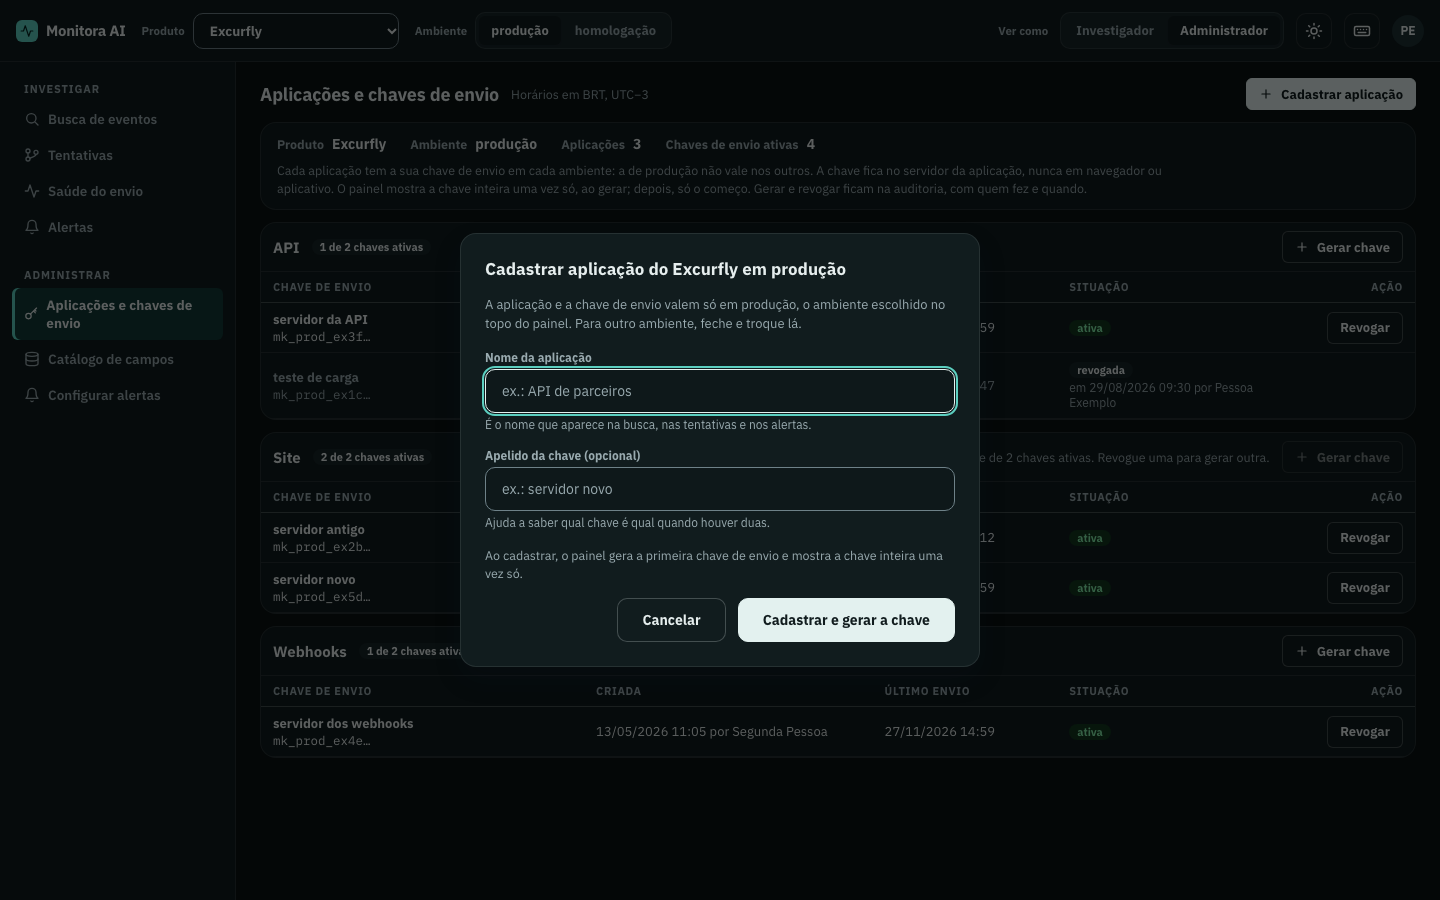 Monitora AI
Produto
Excurfly
Ambiente
produção
homologação
Ver como
Investigador
Administrador
PE
INVESTIGAR
Busca de eventos
Tentativas
Saúde do envio
Alertas
ADMINISTRAR
Aplicações e chaves de
envio
Catálogo de campos
Configurar alertas
Aplicações e chaves de envio
Horários em BRT, UTC−3
Cadastrar aplicação
Produto Excurfly
Ambiente produção
Aplicações 3
Chaves de envio ativas 4
Cada aplicação tem a sua chave de envio em cada ambiente: a de produção não vale nos outros. A chave fica no servidor da aplicação, nunca em navegador ou
aplicativo. O painel mostra a chave inteira uma vez só, ao gerar; depois, só o começo. Gerar e revogar ficam na auditoria, com quem fez e quando.
API
1 de 2 chaves ativas
Gerar chave
CHAVE DE ENVIO
SITUAÇÃO
AÇÃO
servidor da API
mk_prod_ex3f…
59
ativa
Revogar
teste de carga
mk_prod_ex1c…
47
revogada
em 29/08/2026 09:30 por Pessoa
Exemplo
Site
2 de 2 chaves ativas
e de 2 chaves ativas. Revogue uma para gerar outra.
Gerar chave
CHAVE DE ENVIO
SITUAÇÃO
AÇÃO
servidor antigo
mk_prod_ex2b…
12
ativa
Revogar
servidor novo
mk_prod_ex5d…
59
ativa
Revogar
Webhooks
1 de 2 chaves ativa
Gerar chave
CHAVE DE ENVIO
CRIADA
ÚLTIMO ENVIO
SITUAÇÃO
AÇÃO
servidor dos webhooks
mk_prod_ex4e…
13/05/2026 11:05 por Segunda Pessoa
27/11/2026 14:59
ativa
Revogar
Cadastrar aplicação do Excurfly em produção
A aplicação e a chave de envio valem só em produção, o ambiente escolhido no
topo do painel. Para outro ambiente, feche e troque lá.
Nome da aplicação
ex.: API de parceiros
É o nome que aparece na busca, nas tentativas e nos alertas.
Apelido da chave (opcional)
ex.: servidor novo
Ajuda a saber qual chave é qual quando houver duas.
Ao cadastrar, o painel gera a primeira chave de envio e mostra a chave inteira uma
vez só.
Cancelar
Cadastrar e gerar a chave